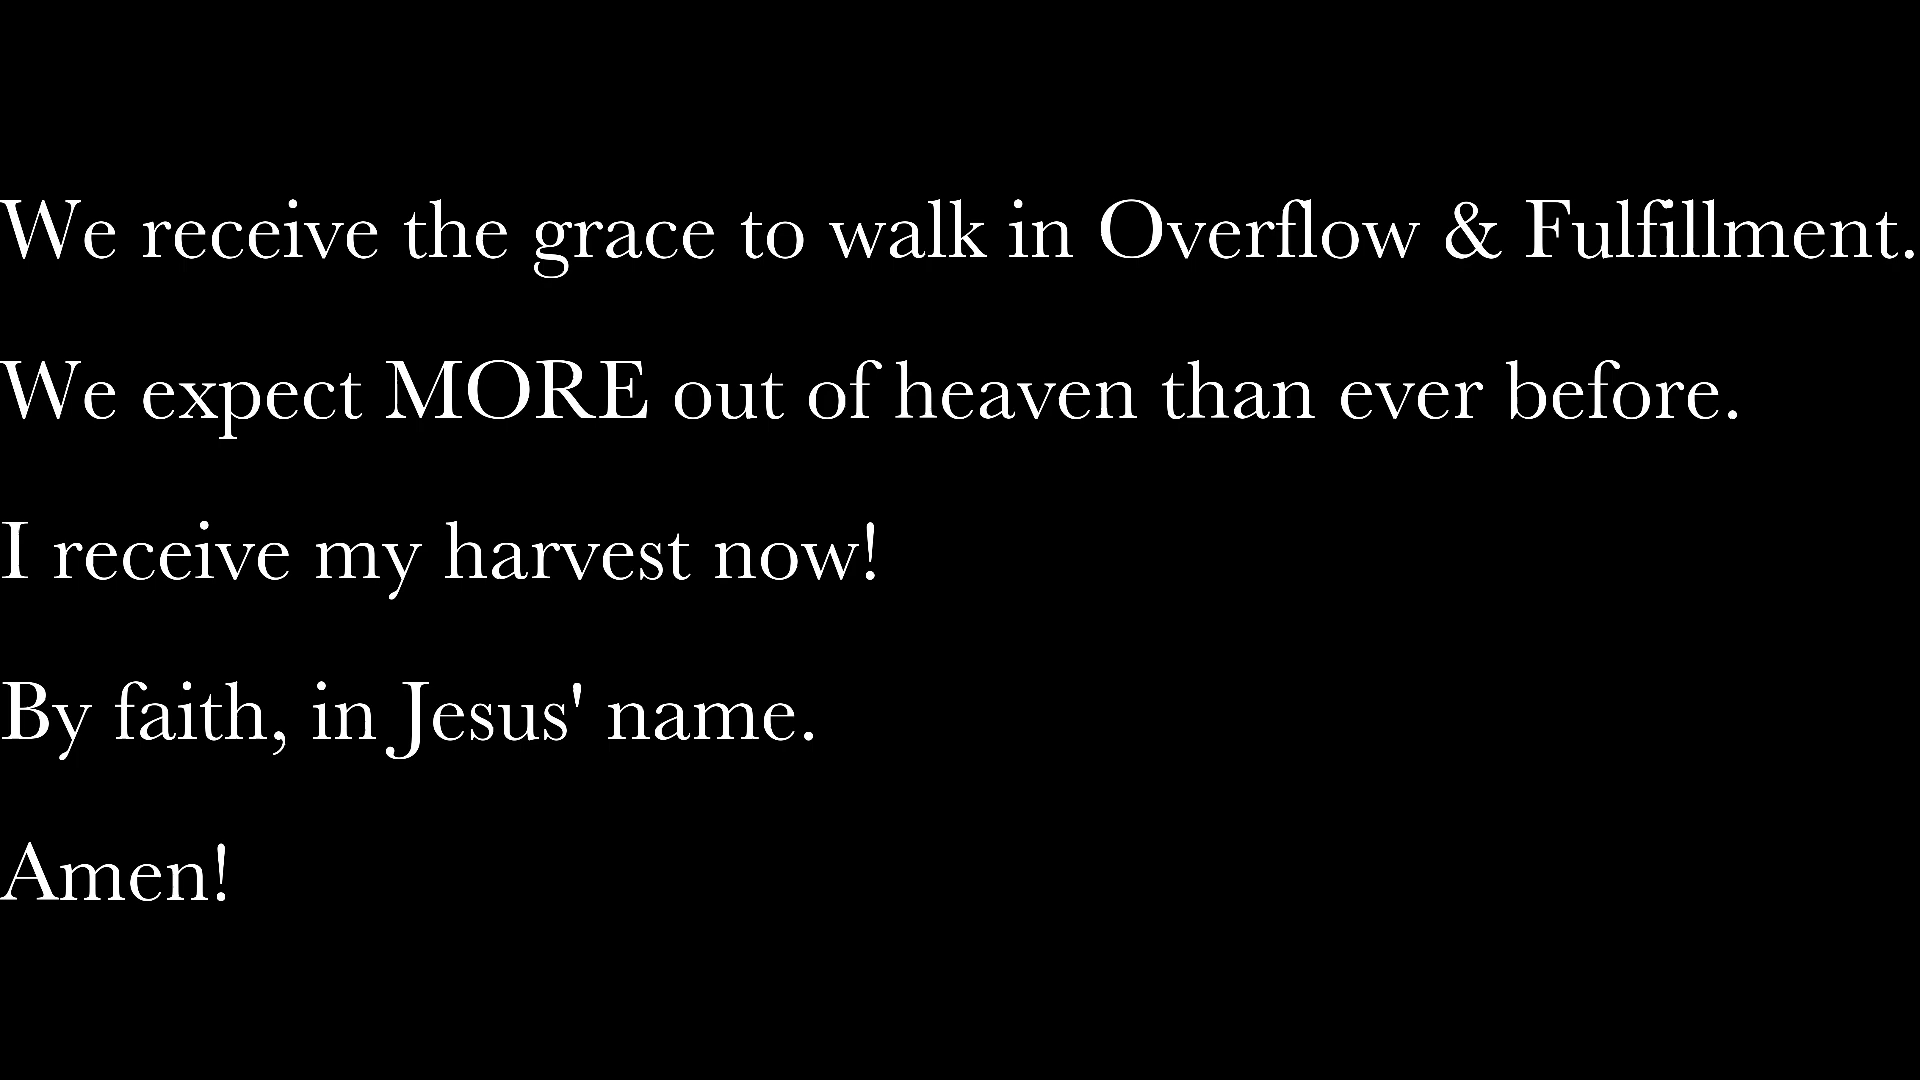 We receive the grace to walk in Overflow & Fulfillment.
We expect MORE out of heaven than ever before.
I receive my harvest now!
By faith, in Jesus' name.
Amen!